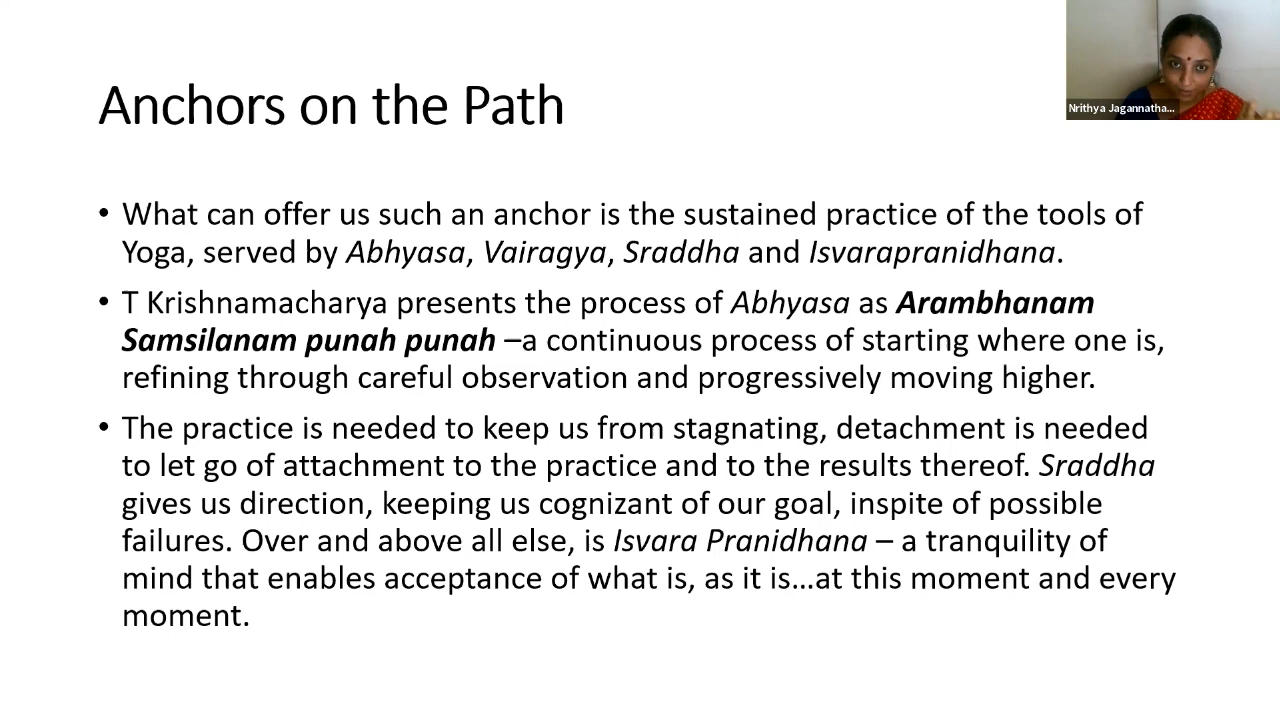 Nrithya Jagannatha...
Anchors on the Path
• What can offer us such an anchor is the sustained practice of the tools of
Yoga, served by Abhyasa, Vairagya, Sraddha and Isvarapranidhana.
• T Krishnamacharya presents the process of Abhyasa as Arambhanam
Samsilanam punah punah –a continuous process of starting where one is,
refining through careful observation and progressively moving higher.
• The practice is needed to keep us from stagnating, detachment is needed
to let go of attachment to the practice and to the results thereof. Sraddha
gives us direction, keeping us cognizant of our goal, inspite of possible
failures. Over and above all else, is Isvara Pranidhana – a tranquility of
mind that enables acceptance of what is, as it is…at this moment and every
moment.